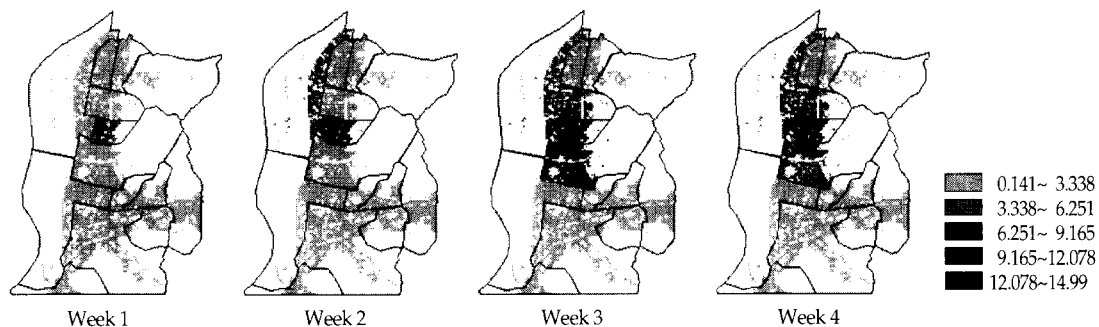 0.141~ 3.338
3.338~ 6.251
6.251~ 9.165
9.165~12.078
12.078~14.99
Week 1
Week 2
Week 3
Week 4